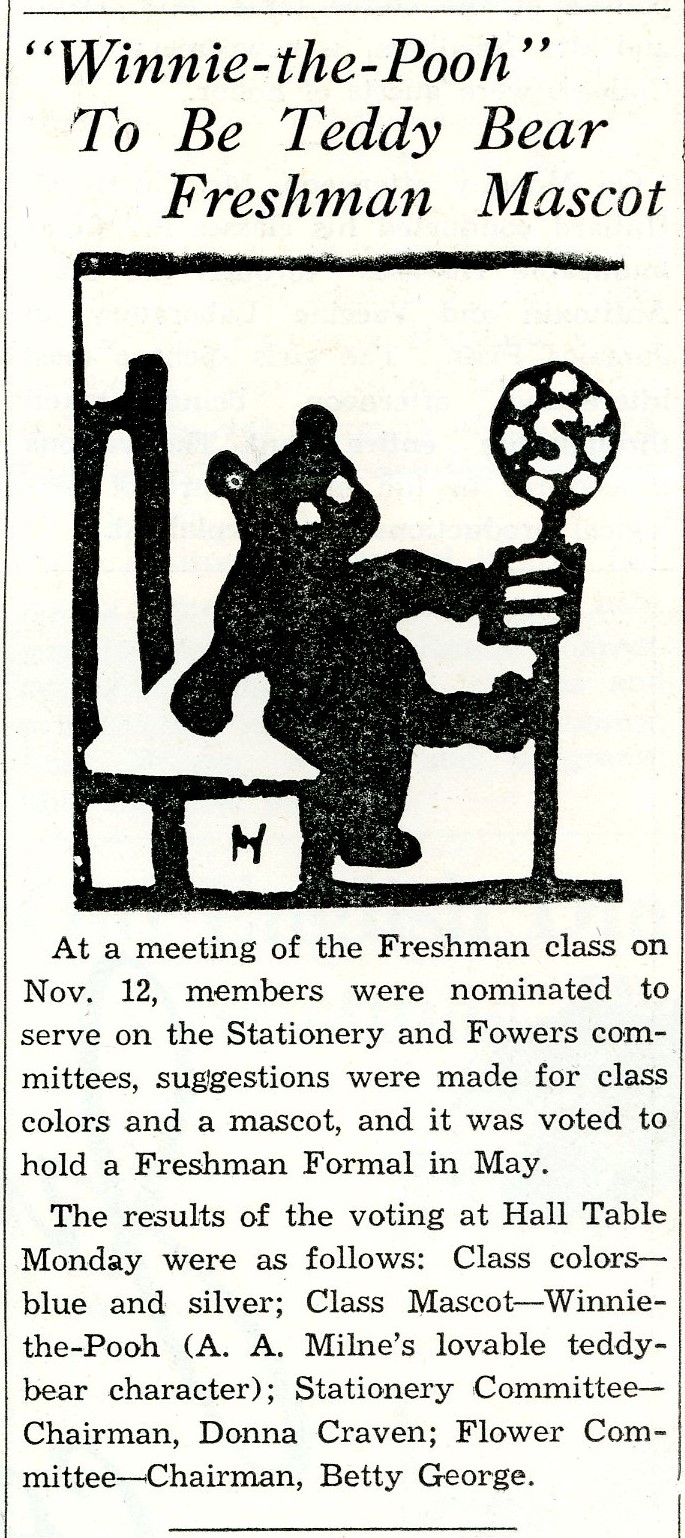 “Winnie-the-Pooh”
To Be Teddy Bear
Freshman Mascot
S
H
At a meeting of the Freshman class on
Nov. 12, members were nominated to
serve on the Stationery and Fowers com-
mittees, suggestions were made for class
colors and a mascot, and it was voted to
hold a Freshman Formal in May.
The results of the voting at Hall Table
Monday were as follows: Class colors—
blue and silver; Class Mascot—Winnie-
the-Pooh (A. A. Milne’s lovable teddy-
bear character); Stationery Committee—
Chairman, Donna Craven; Flower Com-
mittee—Chairman, Betty George.